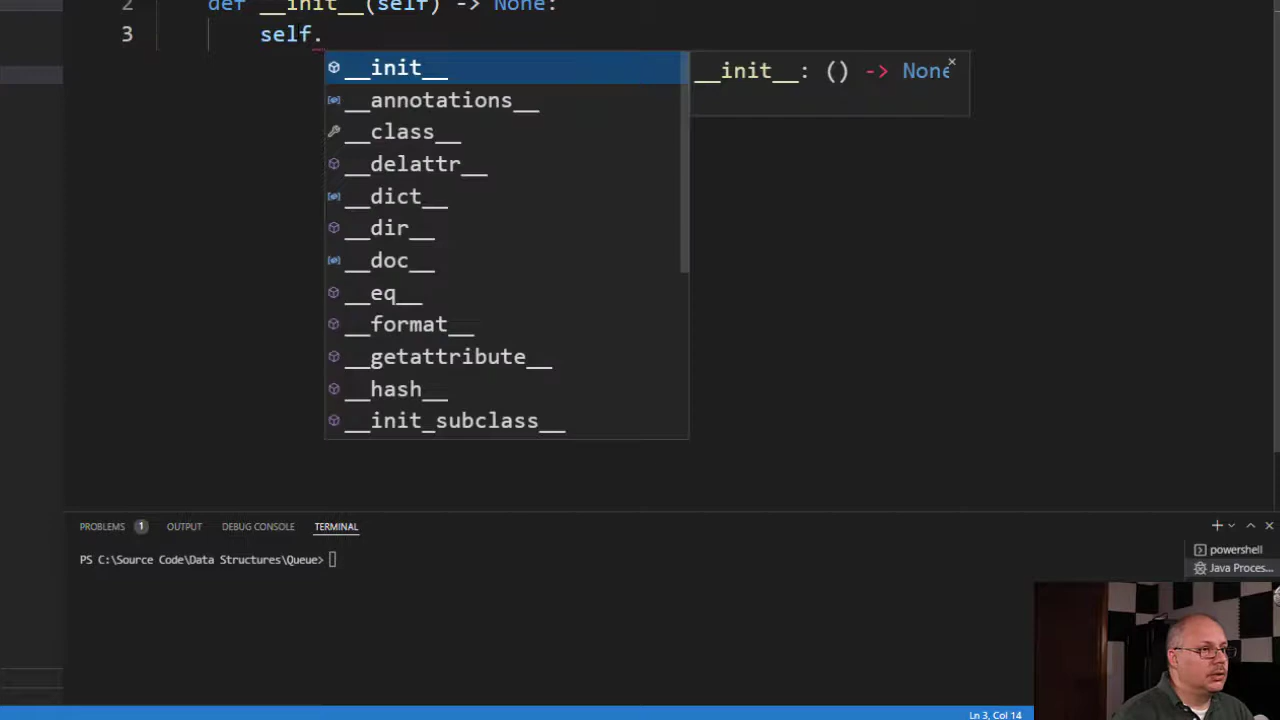 2 def __init__(self) -> None:
3 self.
__init__
__init__: () -> None
__annotations__
__class__
__delattr__
__dict__
__dir__
__doc__
__eq__
__format__
__getattribute__
__hash__
__init_subclass__
PROBLEMS 1 OUTPUT DEBUG CONSOLE TERMINAL
PS C:\Source Code\Data Structures\Queue>
powershell
Java Proces...
Ln 3, Col 14